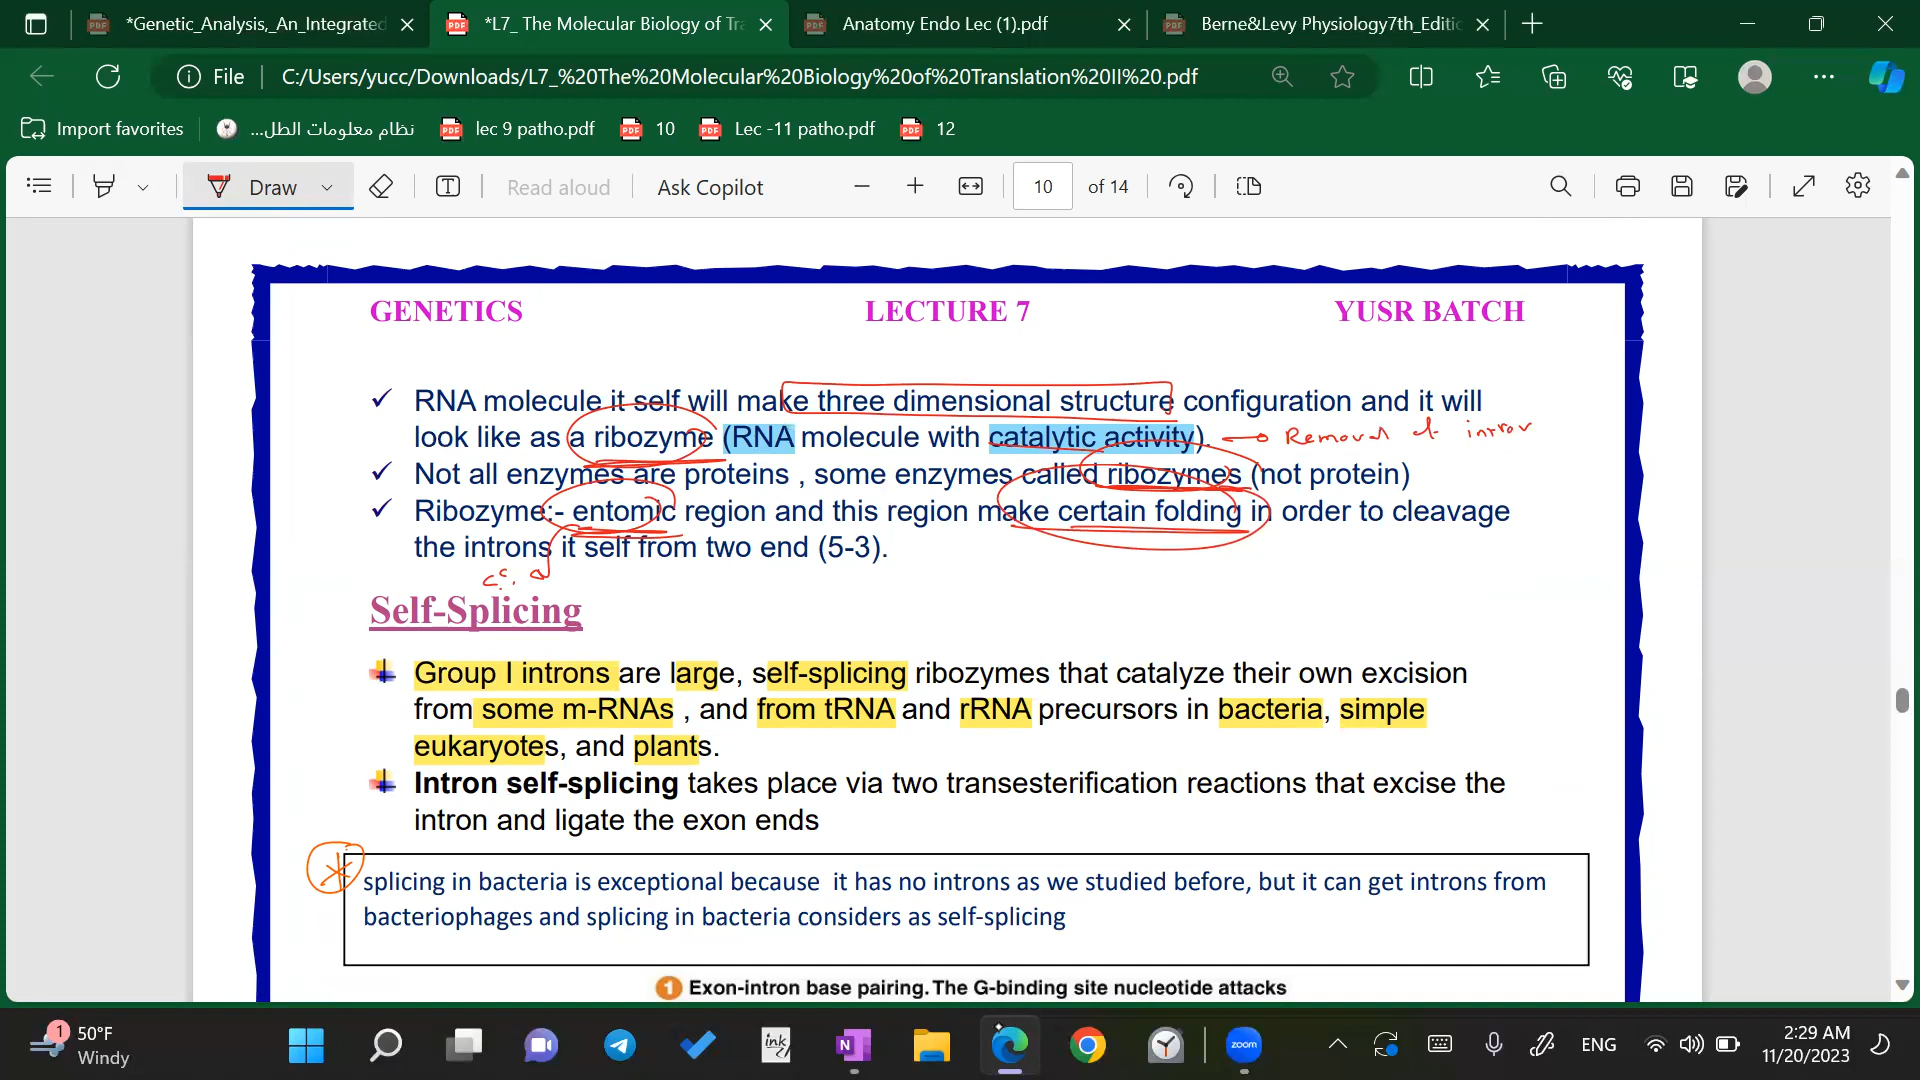 *Genetic_Analysis,_An_Integrated
*L7_ The Molecular Biology of Tra
Anatomy Endo Lec (1).pdf
Berne&Levy Physiology7th_Editio
File
C:/Users/yucc/Downloads/L7_%20The%20Molecular%20Biology%20of%20Translation%20II%20.pdf
Import favorites
نظام معلومات الطل...
lec 9 patho.pdf
10
Lec -11 patho.pdf
12
Draw
Read aloud
Ask Copilot
10
of 14
GENETICS
LECTURE 7
YUSR BATCH
RNA molecule it self will make three dimensional structure configuration and it will
look like as a ribozyme (RNA molecule with catalytic activity).
Removal of intron
Not all enzymes are proteins , some enzymes called ribozymes (not protein)
Ribozyme:- entomic region and this region make certain folding in order to cleavage
the introns it self from two end (5-3).
Self-Splicing
Group I introns are large, self-splicing ribozymes that catalyze their own excision
from some m-RNAs , and from tRNA and rRNA precursors in bacteria, simple
eukaryotes, and plants.
Intron self-splicing takes place via two transesterification reactions that excise the
intron and ligate the exon ends
splicing in bacteria is exceptional because  it has no introns as we studied before, but it can get introns from
bacteriophages and splicing in bacteria considers as self-splicing
1 Exon-intron base pairing. The G-binding site nucleotide attacks
1
50°F
Windy
ink
N
zoom
ENG
2:29 AM
11/20/2023